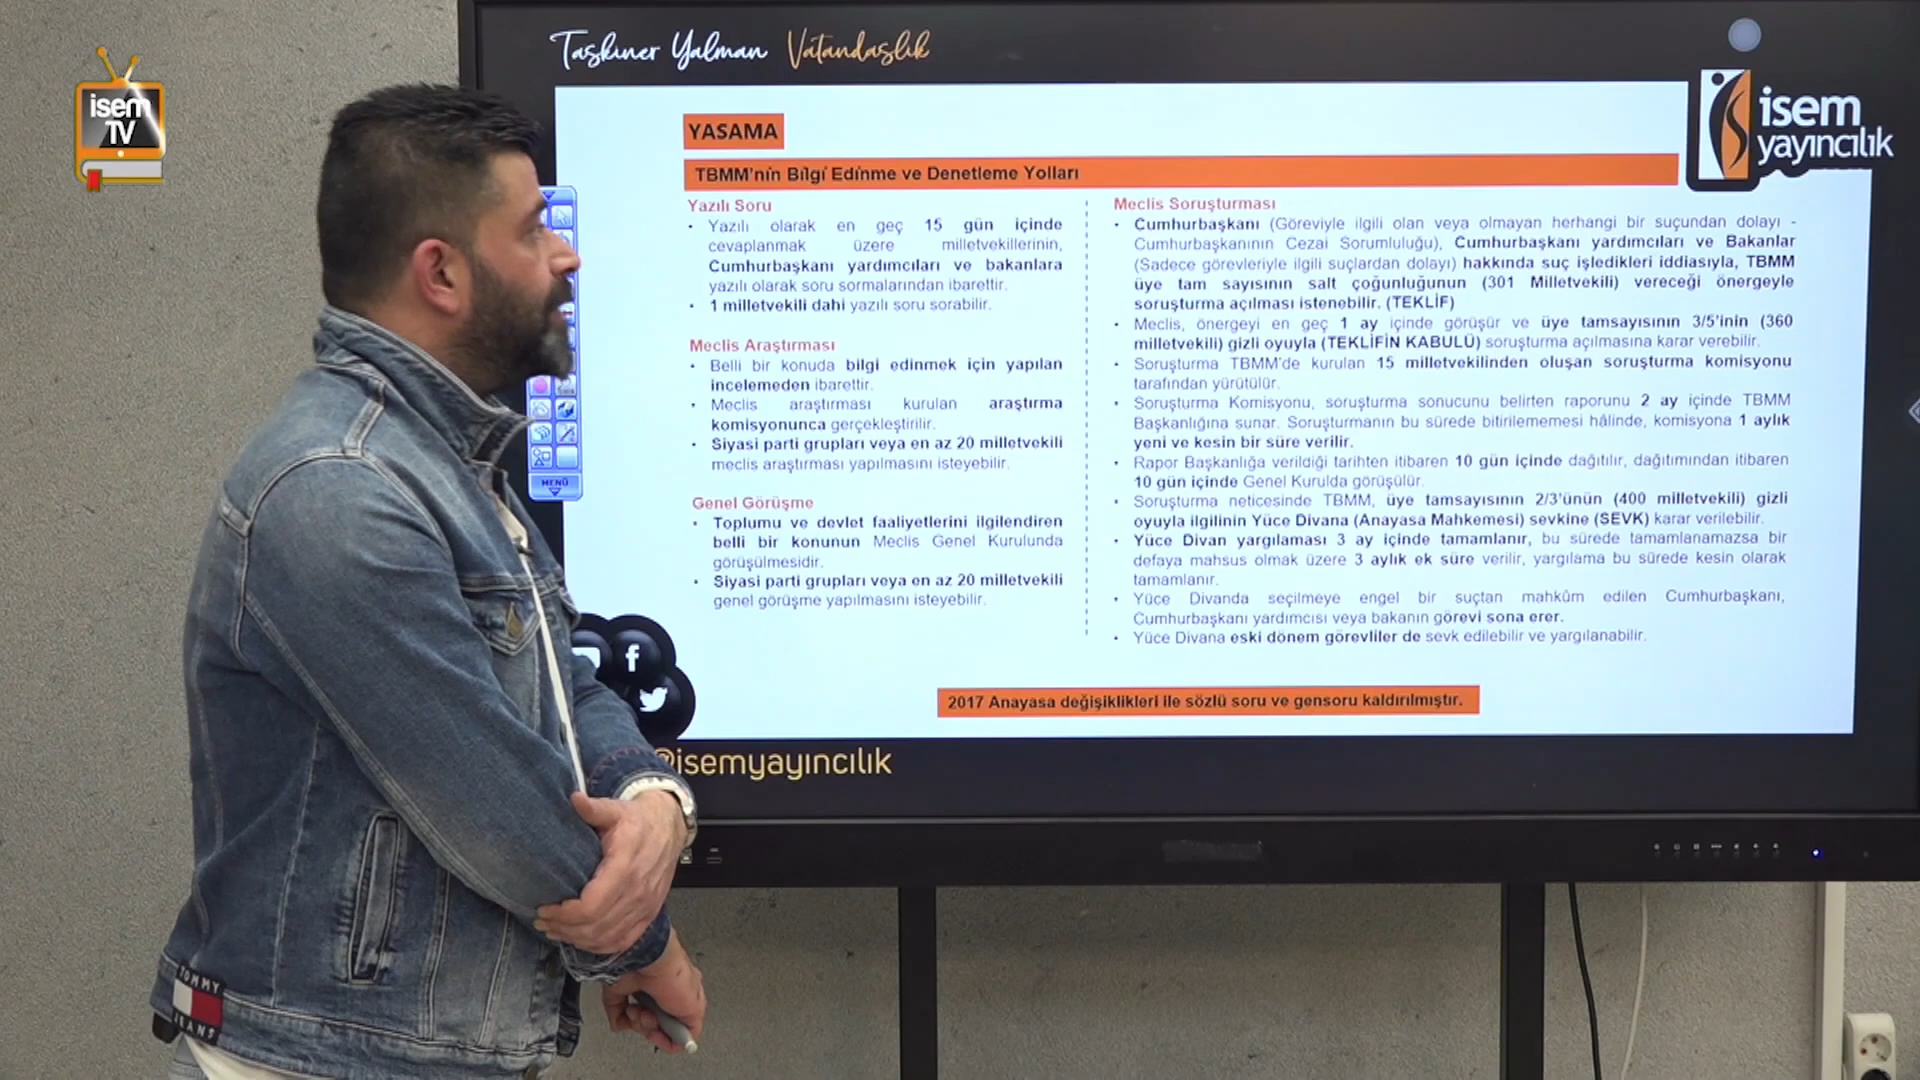 isem
TV
Taşkıner Yalman Vatandaşlık
isem
yayıncılık
YASAMA
TBMM'nin Bilgi Edinme ve Denetleme Yolları
Yazılı Soru
• Yazılı olarak en geç 15 gün içinde
cevaplanmak üzere milletvekillerinin,
Cumhurbaşkanı yardımcıları ve bakanlara
yazılı olarak soru sormalarından ibarettir.
• 1 milletvekili dahi yazılı soru sorabilir.
Meclis Araştırması
• Belli bir konuda bilgi edinmek için yapılan
incelemeden ibarettir.
• Meclis araştırması kurulan araştırma
komisyonunca gerçekleştirilir.
• Siyasi parti grupları veya en az 20 milletvekili
meclis araştırması yapılmasını isteyebilir.
Genel Görüşme
• Toplumu ve devlet faaliyetlerini ilgilendiren
belli bir konunun Meclis Genel Kurulunda
görüşülmesidir.
• Siyasi parti grupları veya en az 20 milletvekili
genel görüşme yapılmasını isteyebilir.
Meclis Soruşturması
• Cumhurbaşkanı (Göreviyle ilgili olan veya olmayan herhangi bir suçundan dolayı -
Cumhurbaşkanının Cezai Sorumluluğu), Cumhurbaşkanı yardımcıları ve Bakanlar
(Sadece görevleriyle ilgili suçlardan dolayı) hakkında suç işledikleri iddiasıyla, TBMM
üye tam sayısının salt çoğunluğunun (301 Milletvekili) vereceği önergeyle
soruşturma açılması istenebilir. (TEKLİF)
• Meclis, önergeyi en geç 1 ay içinde görüşür ve üye tamsayısının 3/5'inin (360
milletvekili) gizli oyuyla (TEKLİFİN KABULÜ) soruşturma açılmasına karar verebilir.
• Soruşturma TBMM'de kurulan 15 milletvekilinden oluşan soruşturma komisyonu
tarafından yürütülür.
• Soruşturma Komisyonu, soruşturma sonucunu belirten raporunu 2 ay içinde TBMM
Başkanlığına sunar. Soruşturmanın bu sürede bitirilememesi hâlinde, komisyona 1 aylık
yeni ve kesin bir süre verilir.
• Rapor Başkanlığa verildiği tarihten itibaren 10 gün içinde dağıtılır, dağıtımından itibaren
10 gün içinde Genel Kurulda görüşülür.
• Soruşturma neticesinde TBMM, üye tamsayısının 2/3'ünün (400 milletvekili) gizli
oyuyla ilgilinin Yüce Divana (Anayasa Mahkemesi) sevkine (SEVK) karar verilebilir.
• Yüce Divan yargılaması 3 ay içinde tamamlanır, bu sürede tamamlanamazsa bir
defaya mahsus olmak üzere 3 aylık ek süre verilir, yargılama bu sürede kesin olarak
tamamlanır.
• Yüce Divanda seçilmeye engel bir suçtan mahkûm edilen Cumhurbaşkanı,
Cumhurbaşkanı yardımcısı veya bakanın görevi sona erer.
• Yüce Divana eski dönem görevliler de sevk edilebilir ve yargılanabilir.
2017 Anayasa değişiklikleri ile sözlü soru ve gensoru kaldırılmıştır.
MENÜ
f
@isemyayıncılık
TOMMY
JEANS